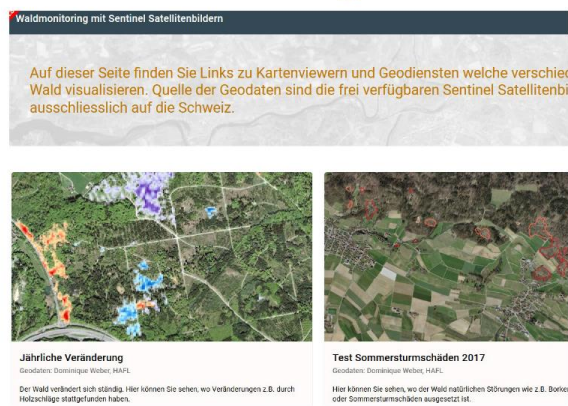 Waldmonitoring mit Sentinel Satellitenbildern
Auf dieser Seite finden Sie Links zu Kartenviewern und Geodiensten welche
Wald visualisieren. Quelle der Geodaten sind die frei verfügbaren Sentinel
ausschliesslich auf die Schweiz.
Jährliche Veränderung
Geodaten: Dominique Weber, HAFL
Der Wald verändert sich ständig. Hier können Sie sehen, wo Veränderungen z.B. durch
Holzschläge stattgefunden haben.
Test Sommersturmschäden 2017
Geodaten: Dominique Weber, HAFL
Hier können Sie sehen, wo der Wald natürlichen Störungen wie z.B.
oder Sommersturmschäden ausgesetzt ist.